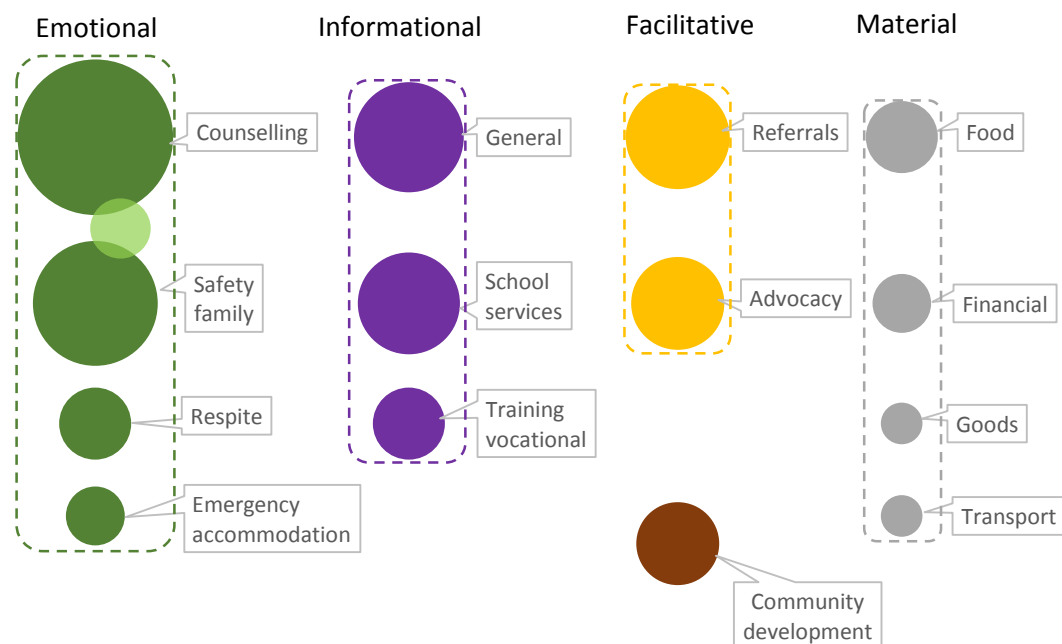 Emotional
Informational
Facilitative
Material
Counselling
General
Referrals
Food
Safety
family
School
services
Advocacy
Financial
Respite
Training
vocational
Goods
Emergency
accommodation
Transport
Community
development